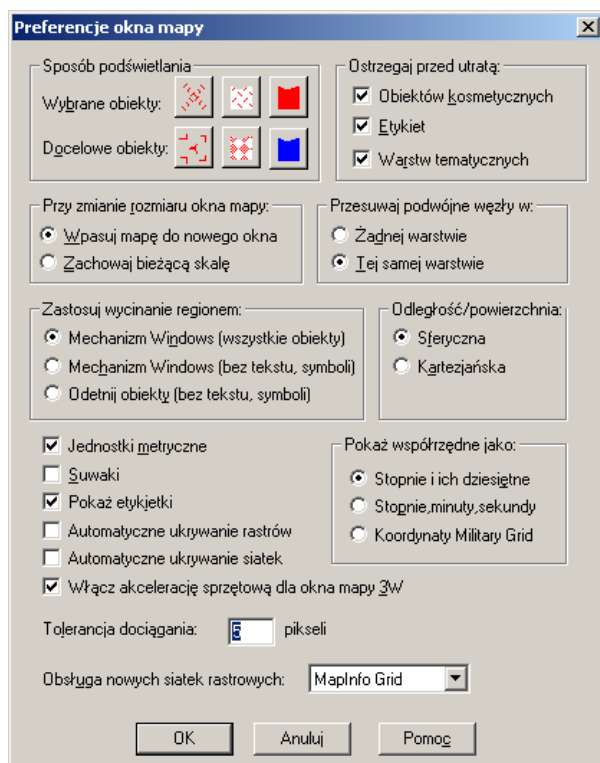 Preferencje okna mapy
Sposób podświetlania
Wybrane obiekty:
Docelowe obiekty:
Ostrzegaj przed utratą:
Obiektów kosmetycznych
Etykiet
Warstw tematycznych
Przy zmianie rozmiaru okna mapy:
Wpasuj mapę do nowego okna
Zachowaj bieżącą skalę
Przesuwaj podwójne węzły w:
Żadnej warstwie
Tej samej warstwie
Zastosuj wycinanie regionem:
Mechanizm Windows (wszystkie obiekty)
Mechanizm Windows (bez tekstu, symboli)
Odetnij obiekty (bez tekstu, symboli)
Odległość/powierzchnia:
Sferyczna
Kartezjańska
Jednostki metryczne
Suwaki
Pokaż etykjetki
Automatyczne ukrywanie rastrów
Automatyczne ukrywanie siatek
Włącz akcelerację sprzętową dla okna mapy 3W
Pokaż współrzędne jako:
Stopnie i ich dziesiętne
Stopnie,minuty,sekundy
Koordynaty Military Grid
Tolerancja dociągania: 5 pikseli
Obsługa nowych siatek rastrowych: MapInfo Grid
OK Anuluj Pomoc